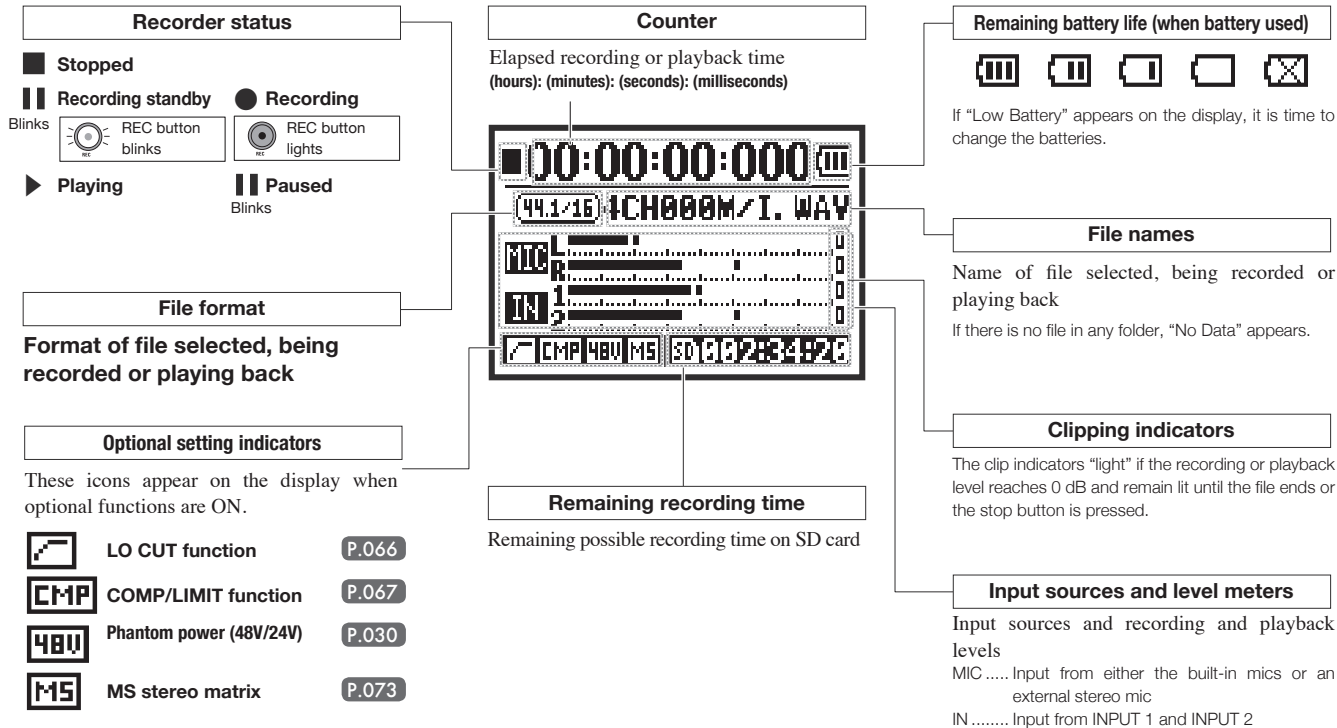 Recorder status
Stopped
Recording standby
Recording
Blinks
REC button
blinks
REC
REC button
lights
REC
Playing
Paused
Blinks
File format
Format of file selected, being
recorded or playing back
Optional setting indicators
These icons appear on the display when
optional functions are ON.
LO CUT function P.066
CMP COMP/LIMIT function P.067
48V Phantom power (48V/24V) P.030
MS MS stereo matrix P.073
Counter
Elapsed recording or playback time
(hours): (minutes): (seconds): (milliseconds)
00:00:00:000
44.1/16 4CH000M/I. WAV
MIC L 0
R 0
IN 1 0
2 0
CMP 48V MS SD
Remaining recording time
Remaining possible recording time on SD card
Remaining battery life (when battery used)
If “Low Battery” appears on the display, it is time to
change the batteries.
File names
Name of file selected, being recorded or
playing back
If there is no file in any folder, “No Data” appears.
Clipping indicators
The clip indicators “light” if the recording or playback
level reaches 0 dB and remain lit until the file ends or
the stop button is pressed.
Input sources and level meters
Input sources and recording and playback
levels
MIC ..... Input from either the built-in mics or an
external stereo mic
IN ........ Input from INPUT 1 and INPUT 2